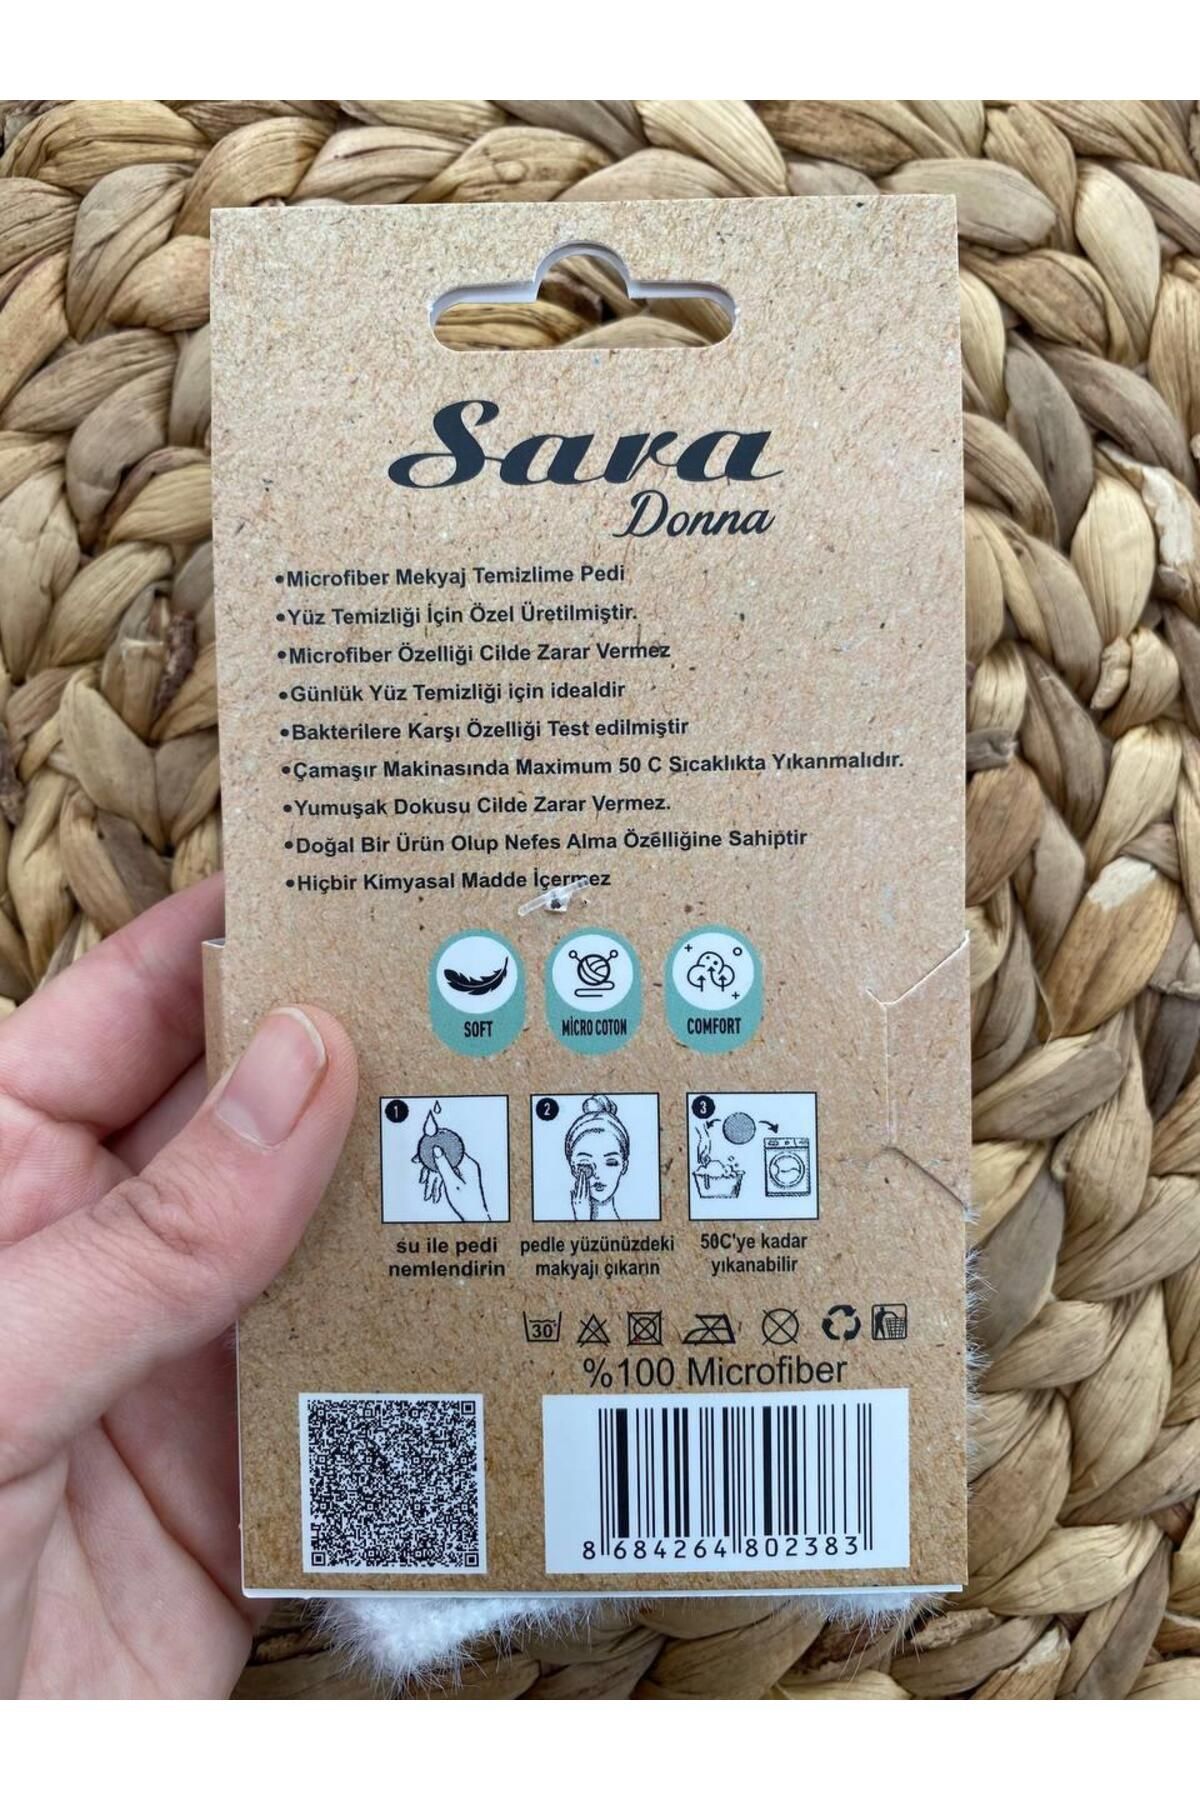 Sara
Donna
•Microfiber Mekyaj Temizlime Pedi
•Yüz Temizliği İçin Özel Üretilmiştir.
•Microfiber Özelliği Cilde Zarar Vermez
•Günlük Yüz Temizliği için idealdir
•Bakterilere Karşı Özelliği Test edilmiştir
•Çamaşır Makinasında Maximum 50 C Sıcaklıkta Yıkanmalıdır.
•Yumuşak Dokusu Cilde Zarar Vermez.
•Doğal Bir Ürün Olup Nefes Alma Özelliğine Sahiptir
•Hiçbir Kimyasal Madde İçermez
SOFT
MİCRO COTON
COMFORT
1
2
3
su ile pedi
nemlendirin
pedle yüzünüzdeki
makyajı çıkarın
50C'ye kadar
yıkanabilir
30
%100 Microfiber
8 684264 802383